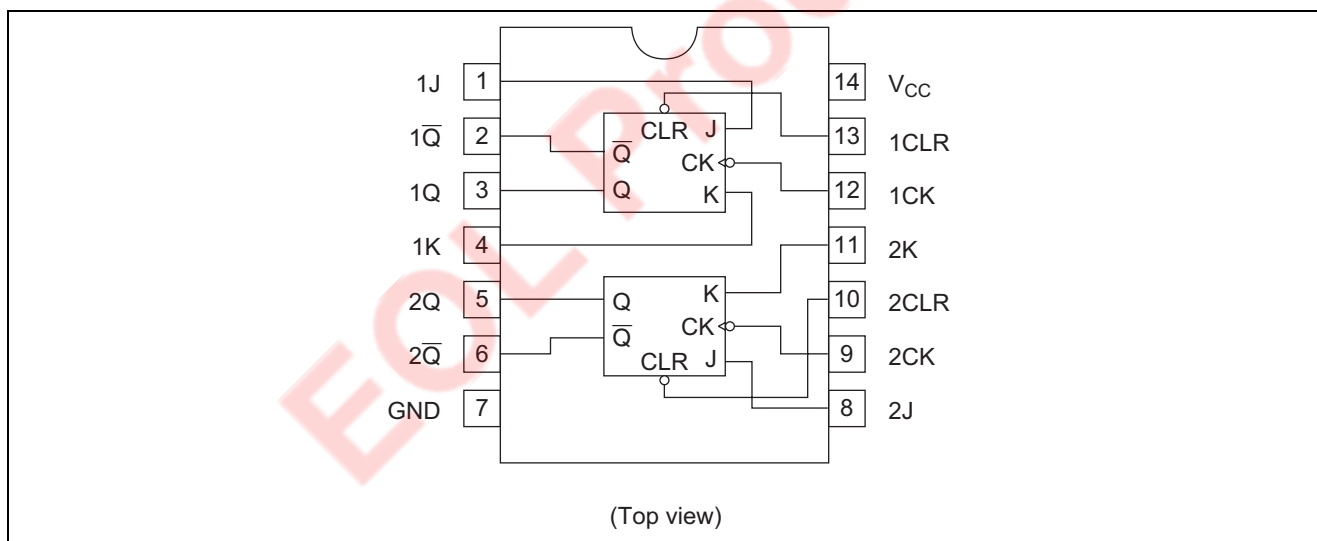 1J 1 14 V_CC
CLR J
1Q̅ 2 Q̅ 13 1CLR
CK
1Q 3 Q K 12 1CK
1K 4 11 2K
2Q 5 Q K 10 2CLR
CK
2Q̅ 6 Q̅ 9 2CK
CLR J
GND 7 8 2J
(Top view)
EOL Pro